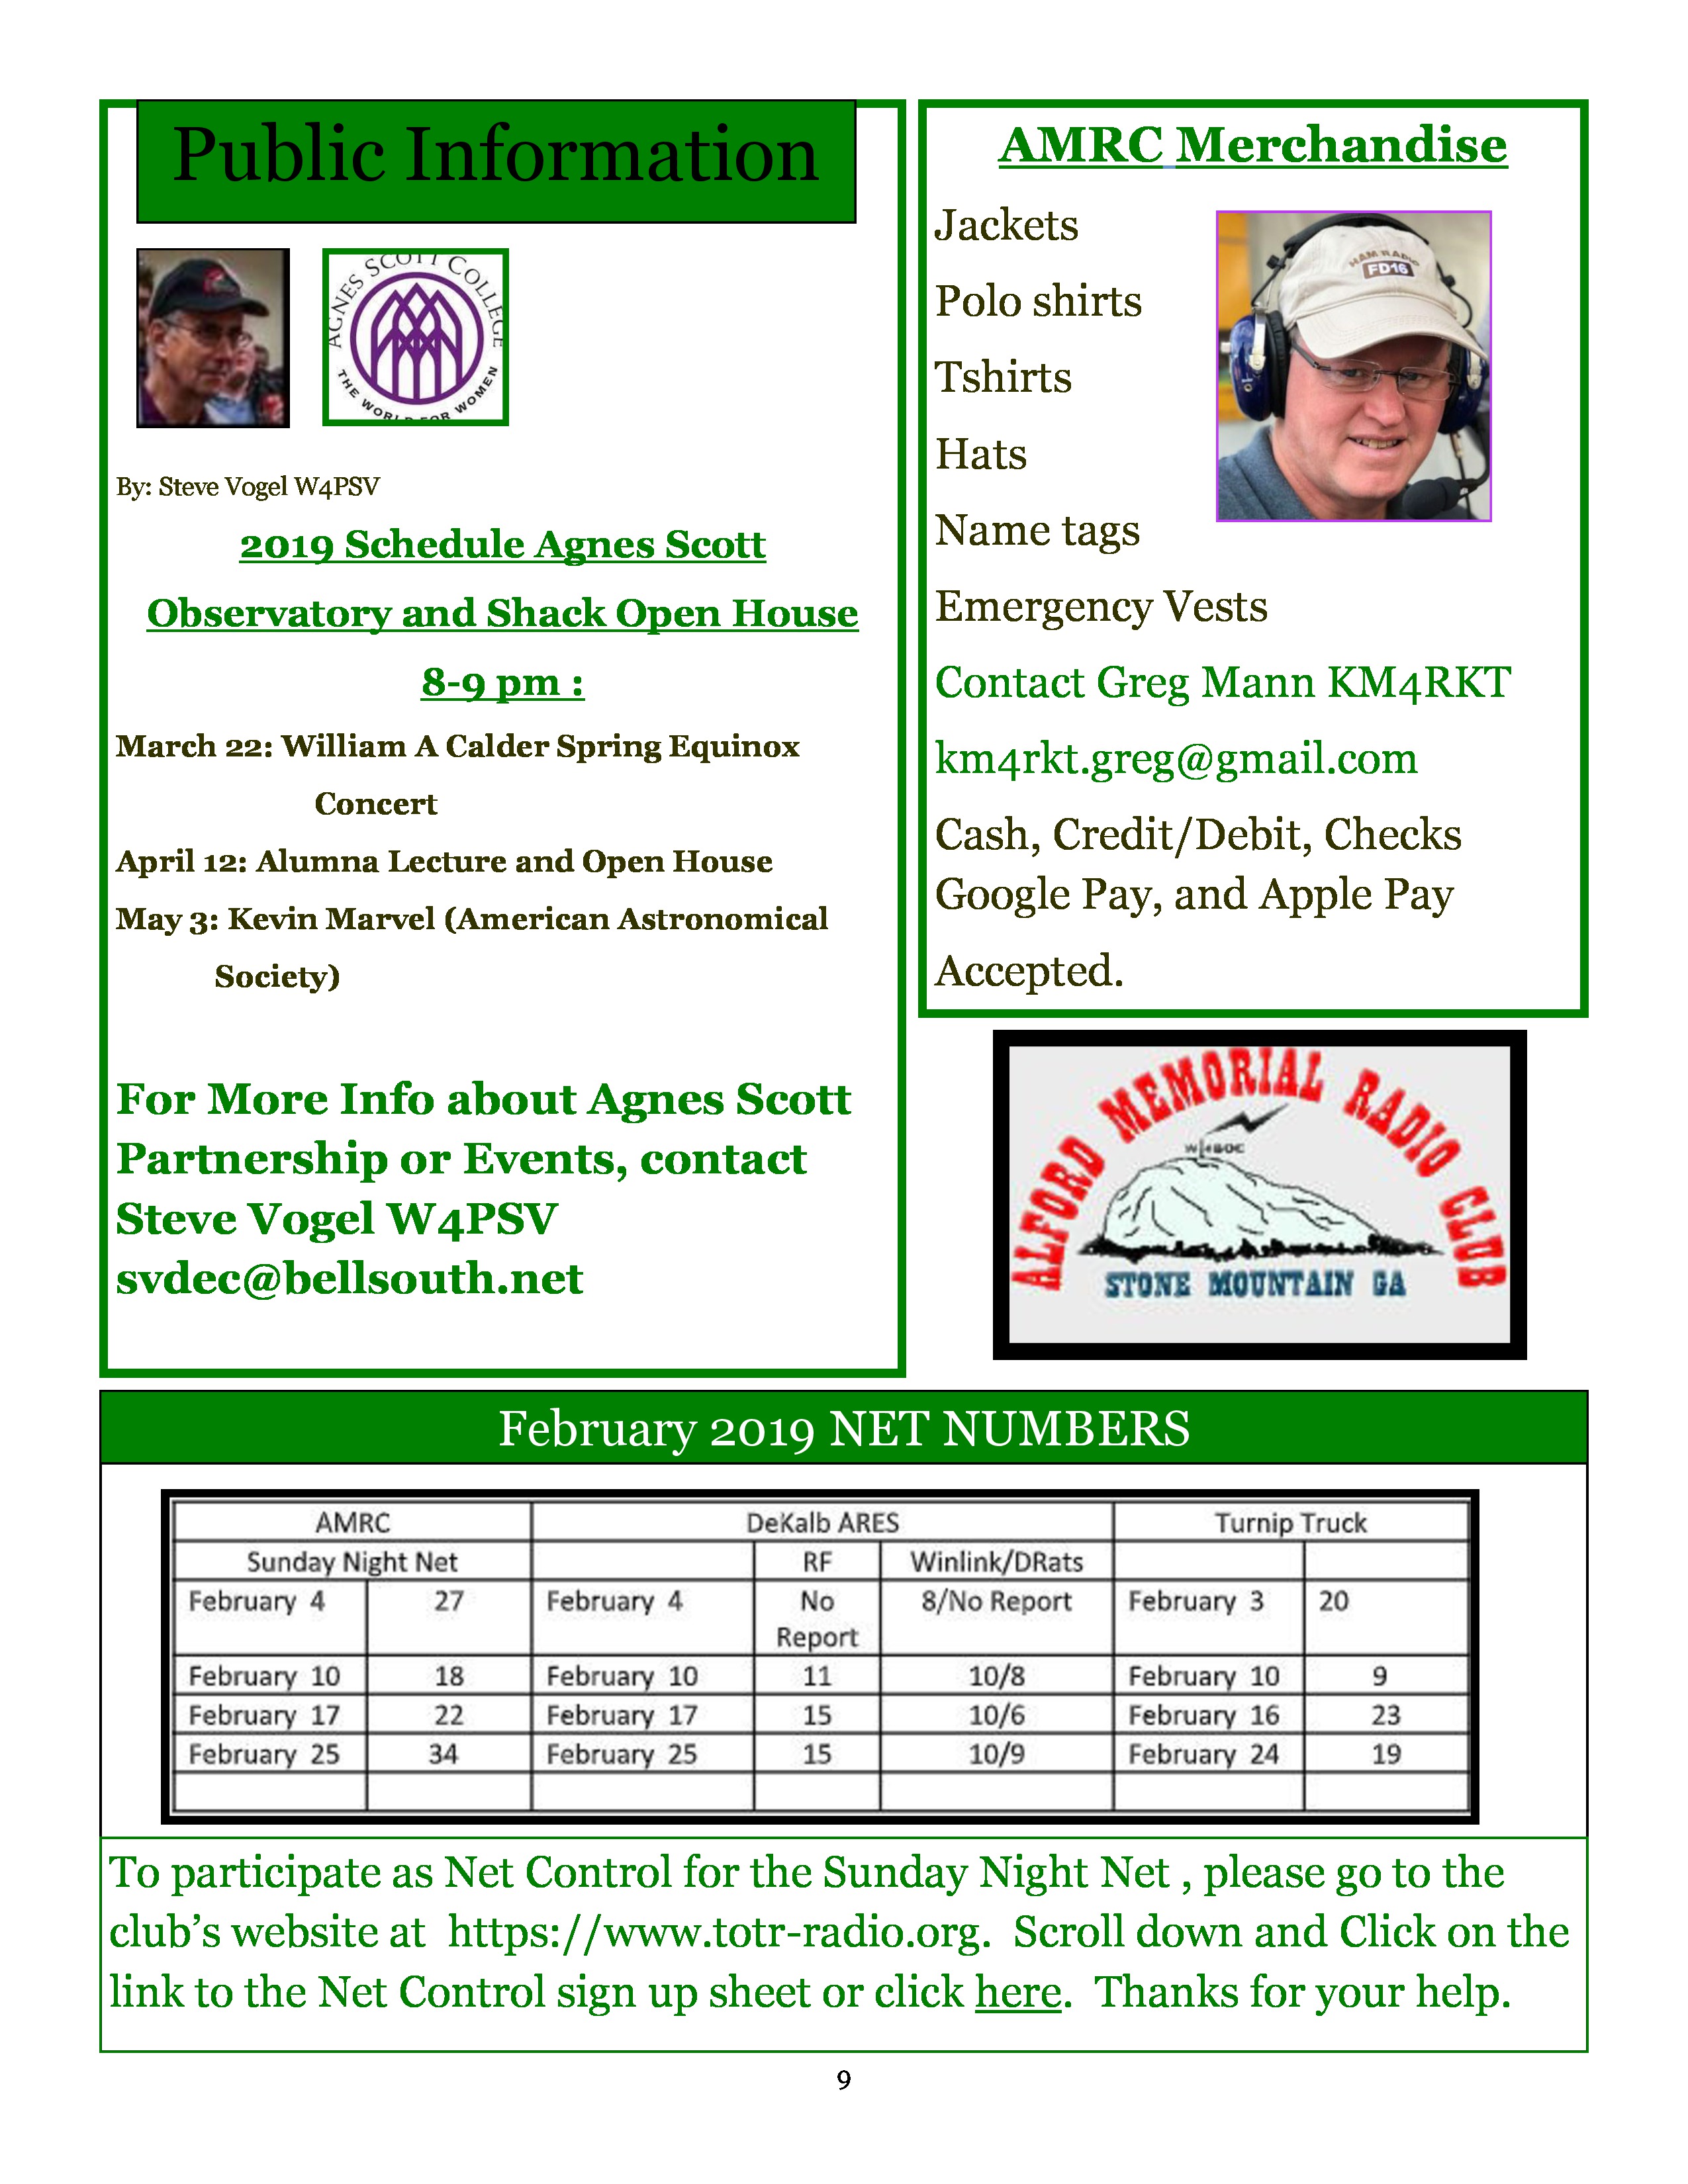 Public Information
AGNES SCOTT COLLEGE
THE WORLD FOR WOMEN
By: Steve Vogel W4PSV
2019 Schedule Agnes Scott
Observatory and Shack Open House
8-9 pm :
March 22: William A Calder Spring Equinox
Concert
April 12: Alumna Lecture and Open House
May 3: Kevin Marvel (American Astronomical
Society)
For More Info about Agnes Scott
Partnership or Events, contact
Steve Vogel W4PSV
svdec@bellsouth.net
AMRC Merchandise
Jackets
Polo shirts
Tshirts
Hats
Name tags
Emergency Vests
HAM RADIO
FD16
Contact Greg Mann KM4RKT
km4rkt.greg@gmail.com
Cash, Credit/Debit, Checks
Google Pay, and Apple Pay
Accepted.
ALFORD MEMORIAL RADIO CLUB
W4BOC
STONE MOUNTAIN GA
February 2019 NET NUMBERS
AMRC DeKalb ARES Turnip Truck
Sunday Night Net RF Winlink/DRats
February 4 27 February 4 No 8/No Report February 3 20
Report
February 10 18 February 10 11 10/8 February 10 9
February 17 22 February 17 15 10/6 February 16 23
February 25 34 February 25 15 10/9 February 24 19
To participate as Net Control for the Sunday Night Net , please go to the
club’s website at https://www.totr-radio.org. Scroll down and Click on the
link to the Net Control sign up sheet or click here. Thanks for your help.
9